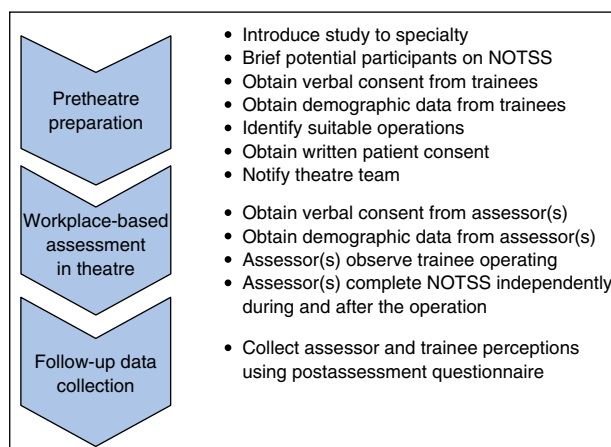 Pretheatre
preparation
• Introduce study to specialty
• Brief potential participants on NOTSS
• Obtain verbal consent from trainees
• Obtain demographic data from trainees
• Identify suitable operations
• Obtain written patient consent
• Notify theatre team
Workplace-based
assessment
in theatre
• Obtain verbal consent from assessor(s)
• Obtain demographic data from assessor(s)
• Assessor(s) observe trainee operating
• Assessor(s) complete NOTSS independently
during and after the operation
Follow-up data
collection
• Collect assessor and trainee perceptions
using postassessment questionnaire